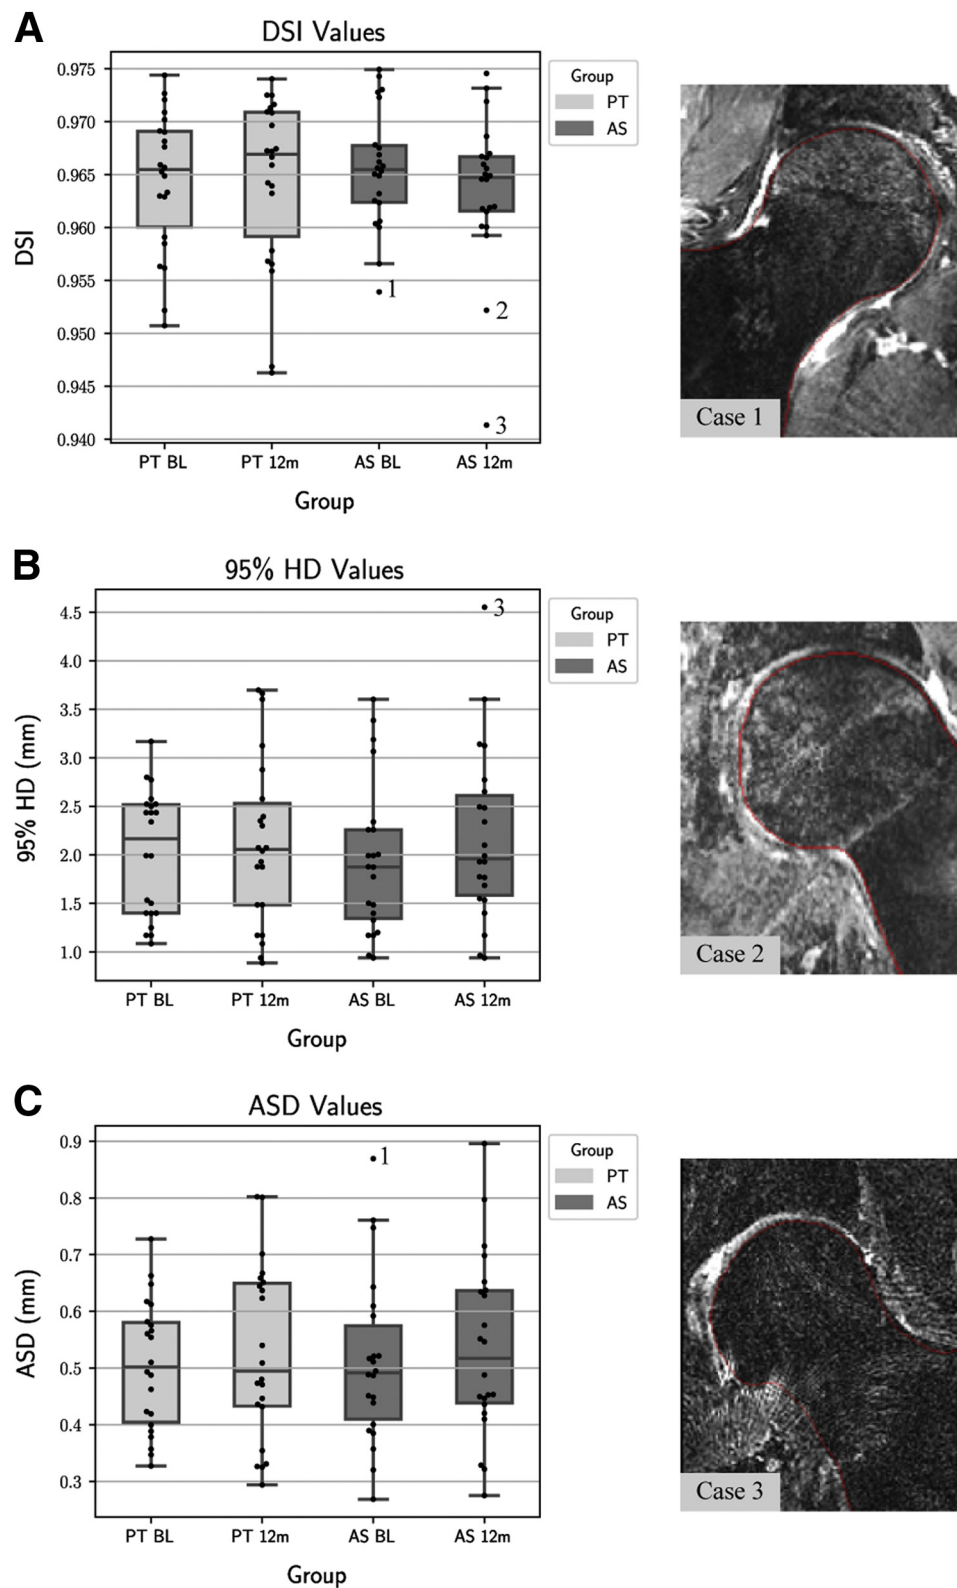 A
DSI Values
0.975
0.970
0.965
0.960
0.955
0.950
0.945
0.940
DSI
1
2
3
PT BL
PT 12m
AS BL
AS 12m
Group
Group
PT
AS
Case 1
B
95% HD Values
4.5
4.0
3.5
3.0
2.5
2.0
1.5
1.0
95% HD (mm)
3
PT BL
PT 12m
AS BL
AS 12m
Group
Group
PT
AS
Case 2
C
ASD Values
0.9
0.8
0.7
0.6
0.5
0.4
0.3
ASD (mm)
1
PT BL
PT 12m
AS BL
AS 12m
Group
Group
PT
AS
Case 3